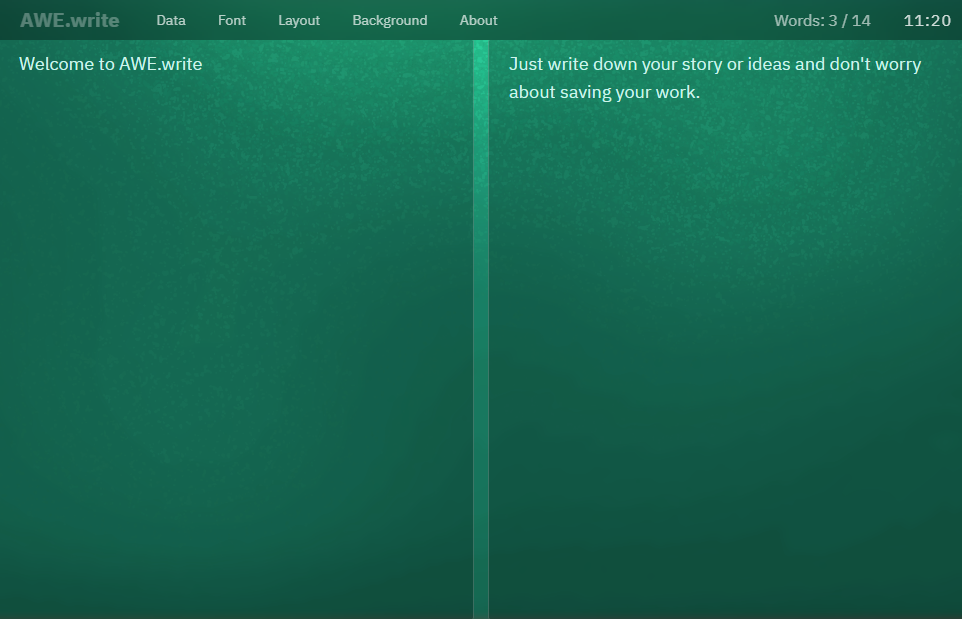 AWE.write Data Font Layout Background About Words: 3 / 14 11:20
Welcome to AWE.write
Just write down your story or ideas and don't worry
about saving your work.